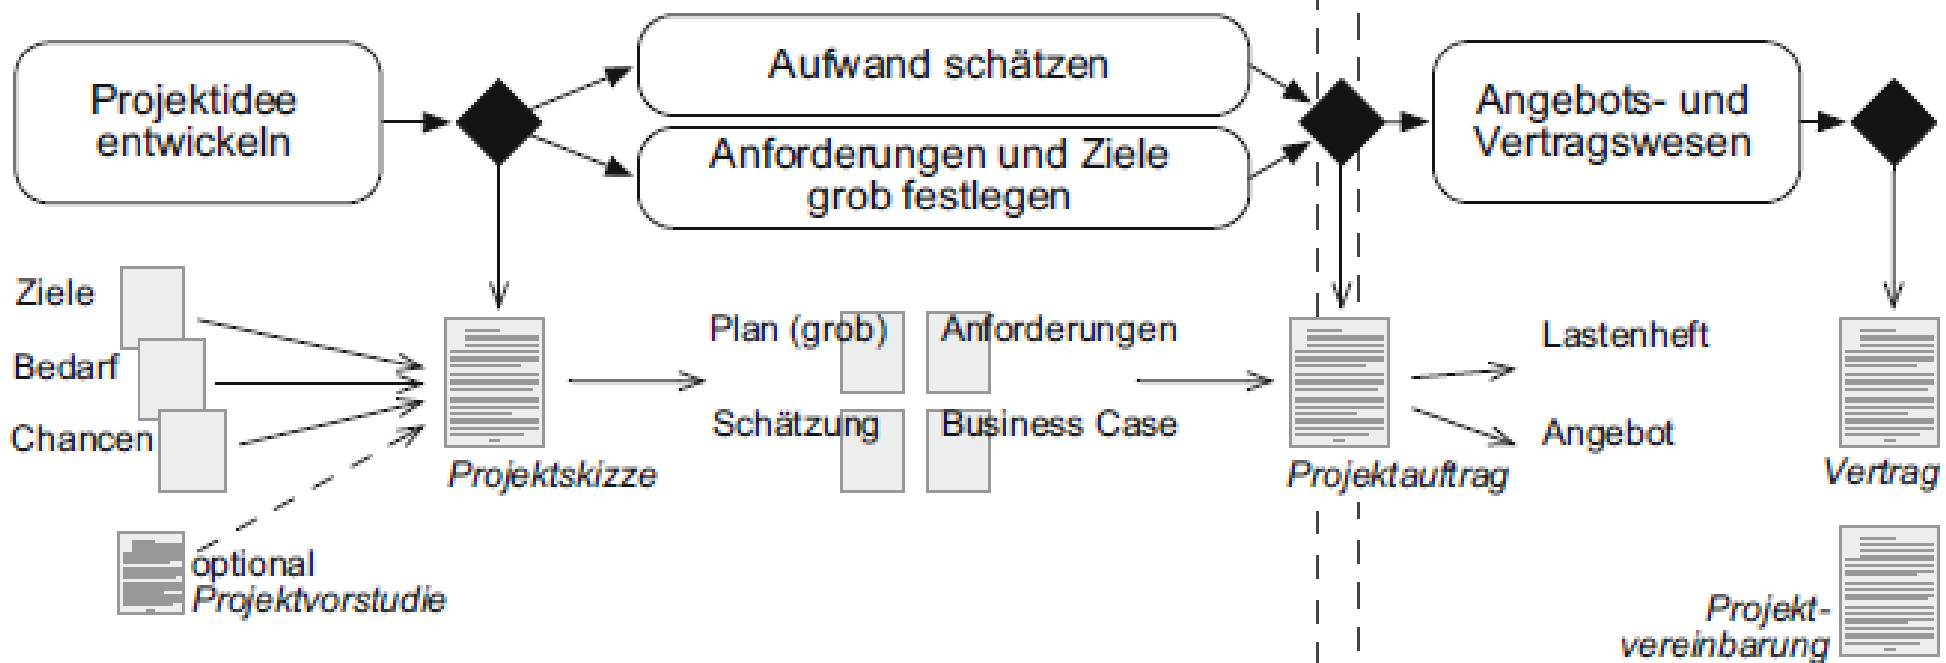 Projektidee
entwickeln
Aufwand schätzen
Anforderungen und Ziele
grob festlegen
Angebots- und
Vertragswesen
Ziele
Bedarf
Chancen
optional
Projektvorstudie
Projektskizze
Plan (grob)
Anforderungen
Schätzung
Business Case
Projektauftrag
Lastenheft
Angebot
Vertrag
Projekt-
vereinbarung